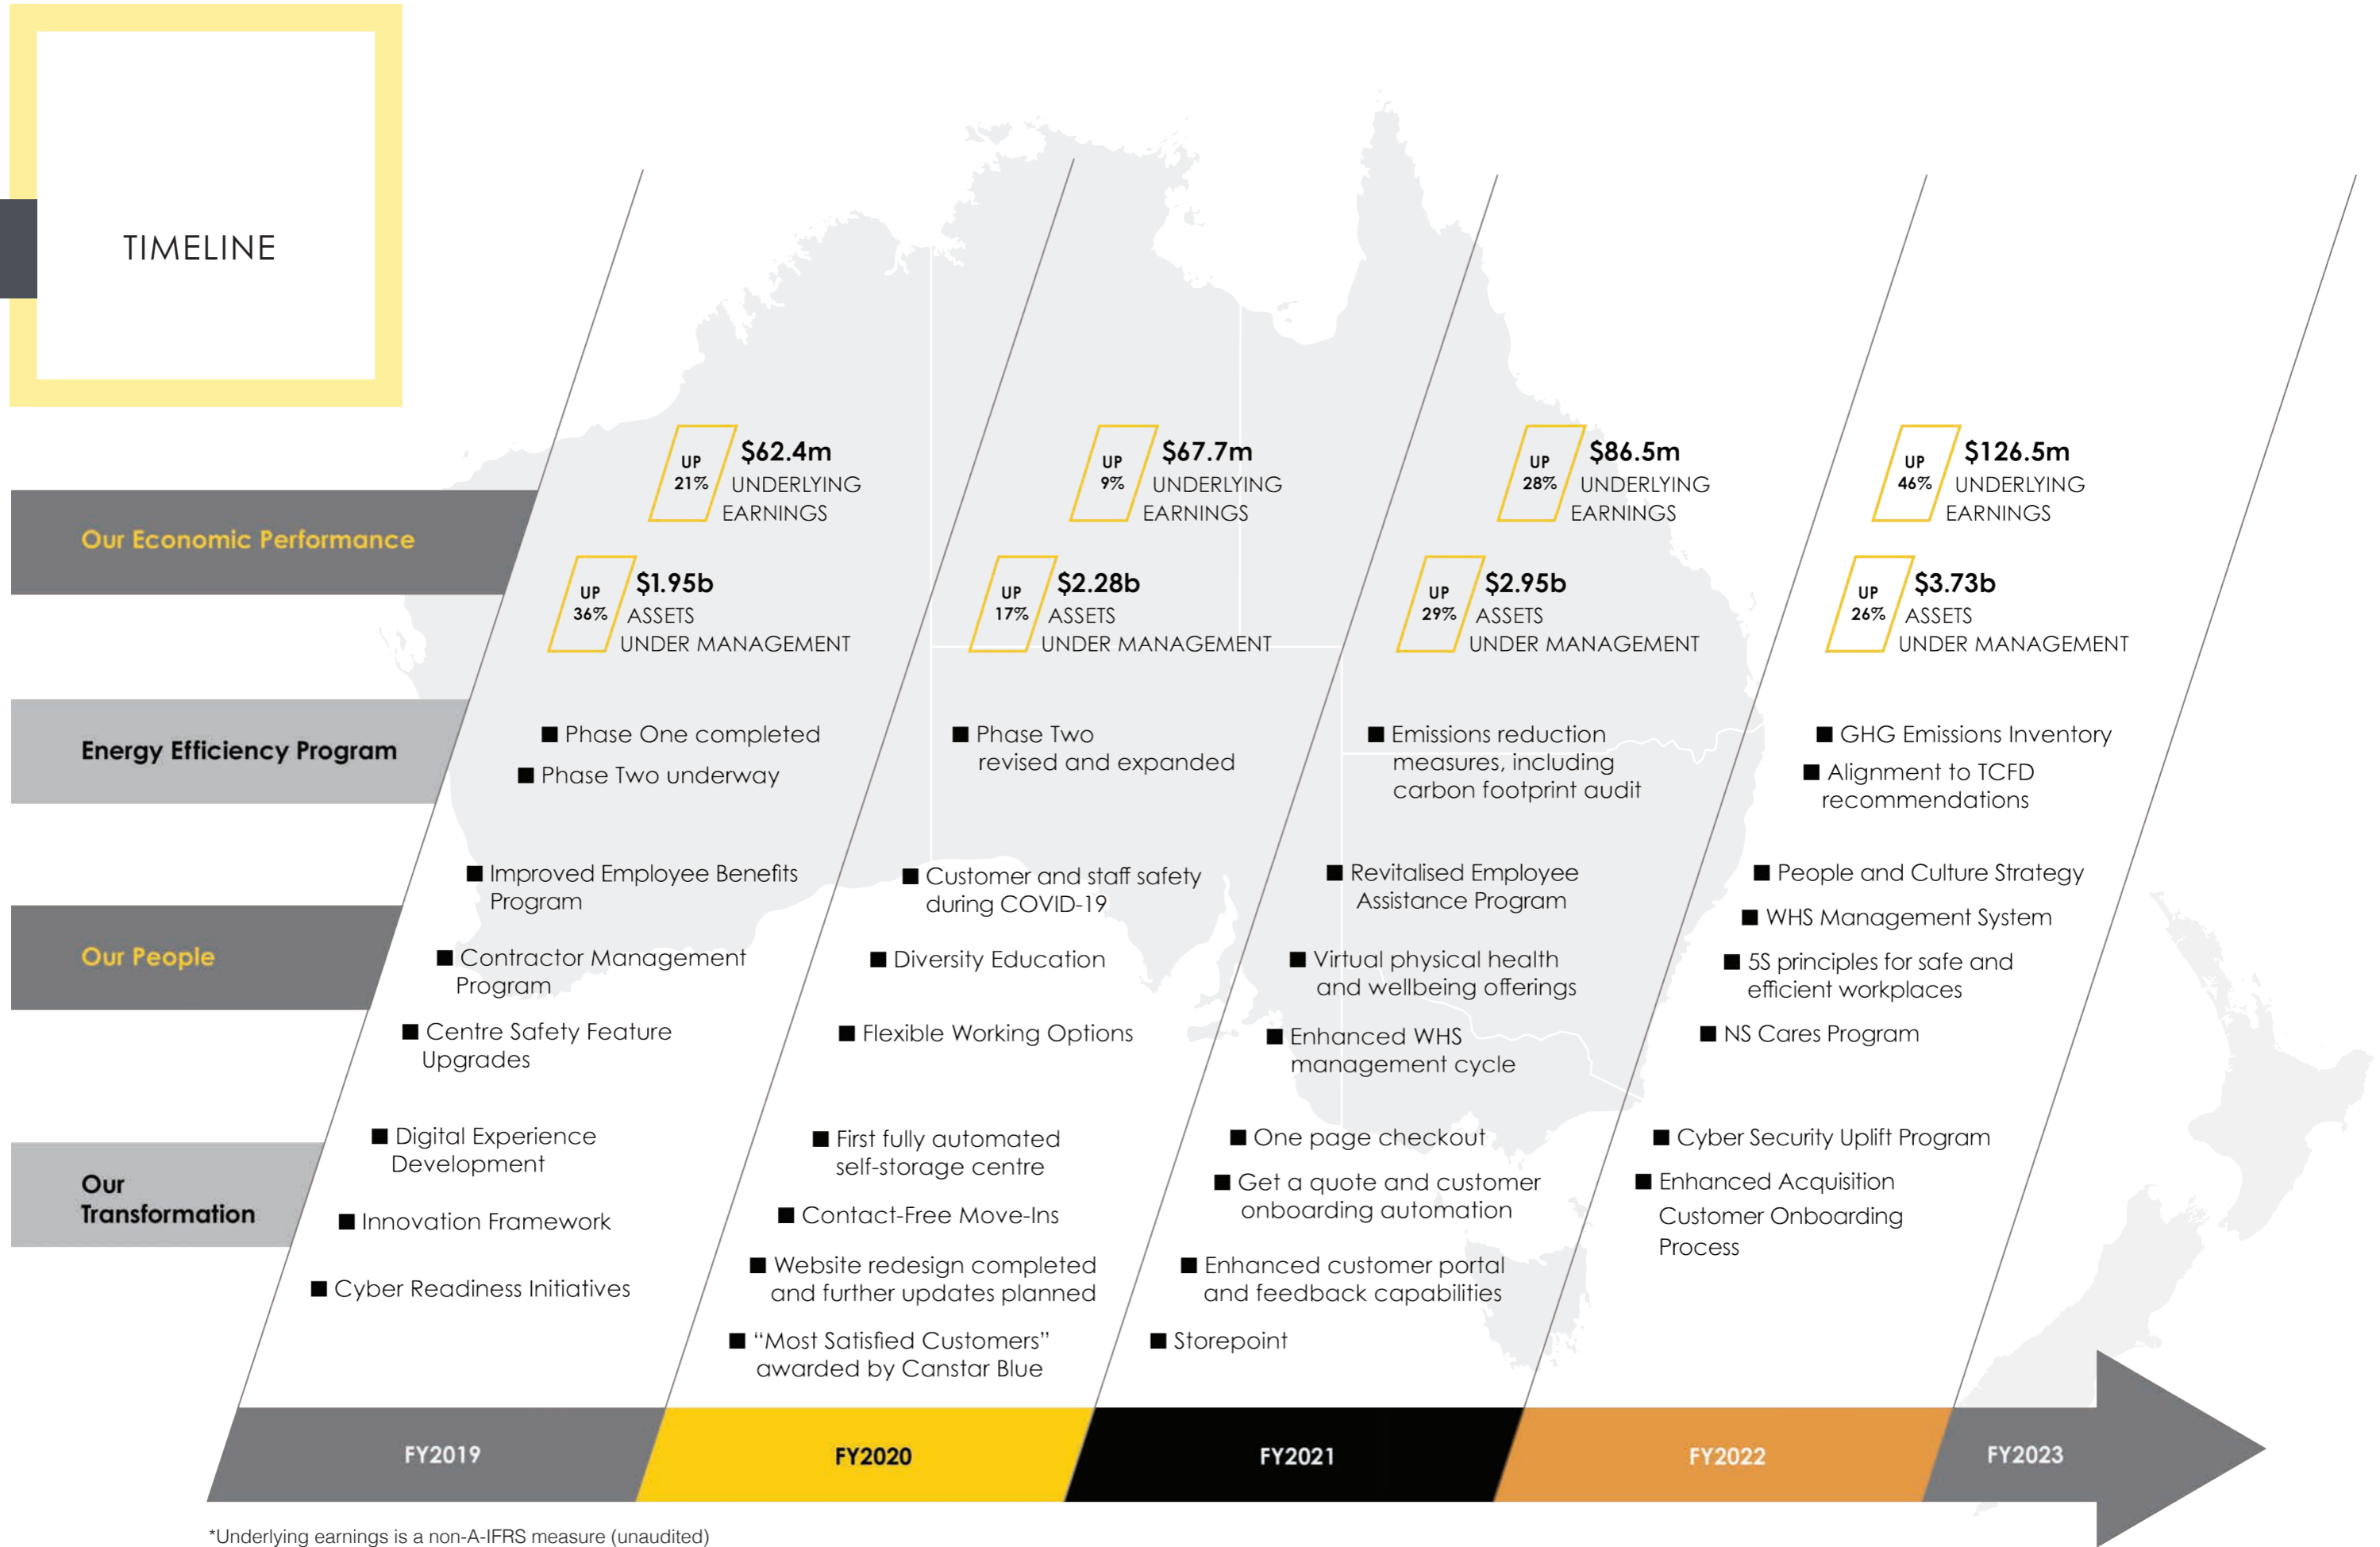 TIMELINE
Our Economic Performance
UP
21%
$62.4m
UNDERLYING
EARNINGS
UP
36%
$1.95b
ASSETS
UNDER MANAGEMENT
UP
9%
$67.7m
UNDERLYING
EARNINGS
UP
17%
$2.28b
ASSETS
UNDER MANAGEMENT
UP
28%
$86.5m
UNDERLYING
EARNINGS
UP
29%
$2.95b
ASSETS
UNDER MANAGEMENT
UP
46%
$126.5m
UNDERLYING
EARNINGS
UP
26%
$3.73b
ASSETS
UNDER MANAGEMENT
Energy Efficiency Program
■ Phase One completed
■ Phase Two underway
■ Phase Two
revised and expanded
■ Emissions reduction
measures, including
carbon footprint audit
■ GHG Emissions Inventory
■ Alignment to TCFD
recommendations
Our People
■ Improved Employee Benefits
Program
■ Contractor Management
Program
■ Centre Safety Feature
Upgrades
■ Customer and staff safety
during COVID-19
■ Diversity Education
■ Flexible Working Options
■ Revitalised Employee
Assistance Program
■ Virtual physical health
and wellbeing offerings
■ Enhanced WHS
management cycle
■ People and Culture Strategy
■ WHS Management System
■ 5S principles for safe and
efficient workplaces
■ NS Cares Program
Our
Transformation
■ Digital Experience
Development
■ Innovation Framework
■ Cyber Readiness Initiatives
■ First fully automated
self-storage centre
■ Contact-Free Move-Ins
■ Website redesign completed
and further updates planned
■ "Most Satisfied Customers"
awarded by Canstar Blue
■ One page checkout
■ Get a quote and customer
onboarding automation
■ Enhanced customer portal
and feedback capabilities
■ Storepoint
■ Cyber Security Uplift Program
■ Enhanced Acquisition
Customer Onboarding
Process
FY2019
FY2020
FY2021
FY2022
FY2023
*Underlying earnings is a non-A-IFRS measure (unaudited)